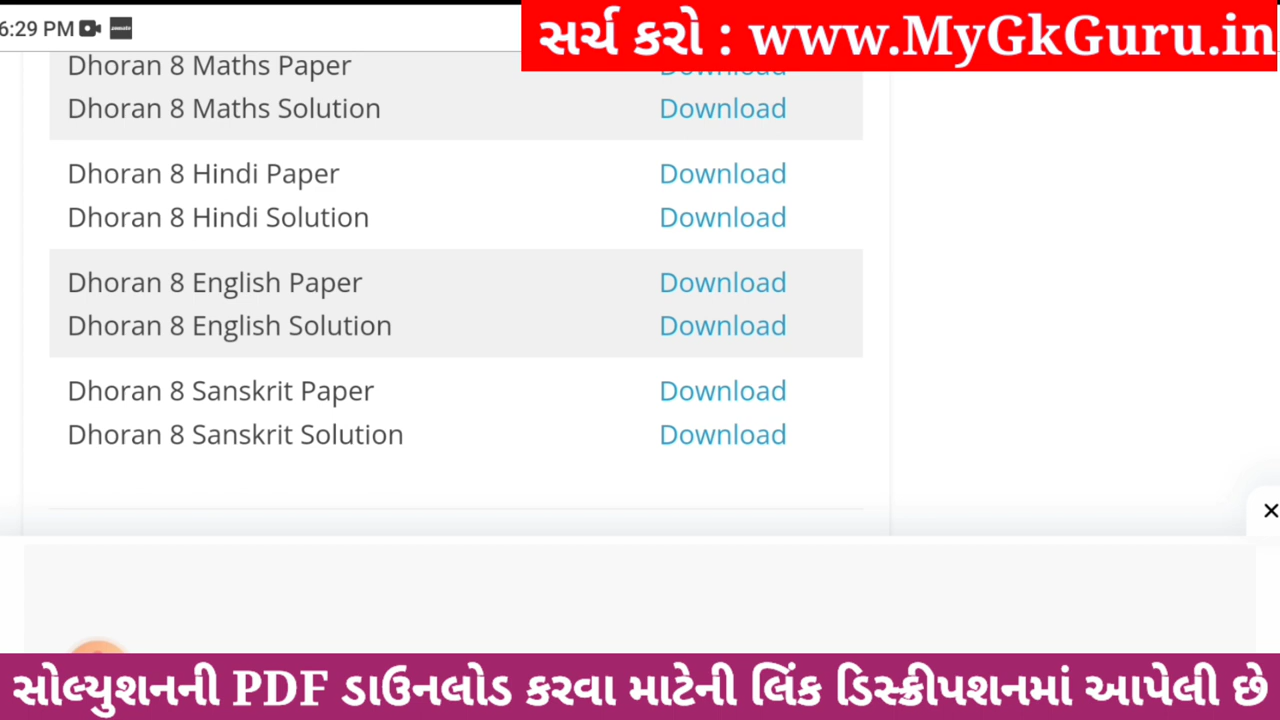 6:29 PM
સર્ચ કરો : www.MyGkGuru.in
Dhoran 8 Maths Paper Download
Dhoran 8 Maths Solution Download
Dhoran 8 Hindi Paper Download
Dhoran 8 Hindi Solution Download
Dhoran 8 English Paper Download
Dhoran 8 English Solution Download
Dhoran 8 Sanskrit Paper Download
Dhoran 8 Sanskrit Solution Download
સોલ્યુશનની PDF ડાઉનલોડ કરવા માટેની લિંક ડિસ્ક્રીપશનમાં આપેલી છે